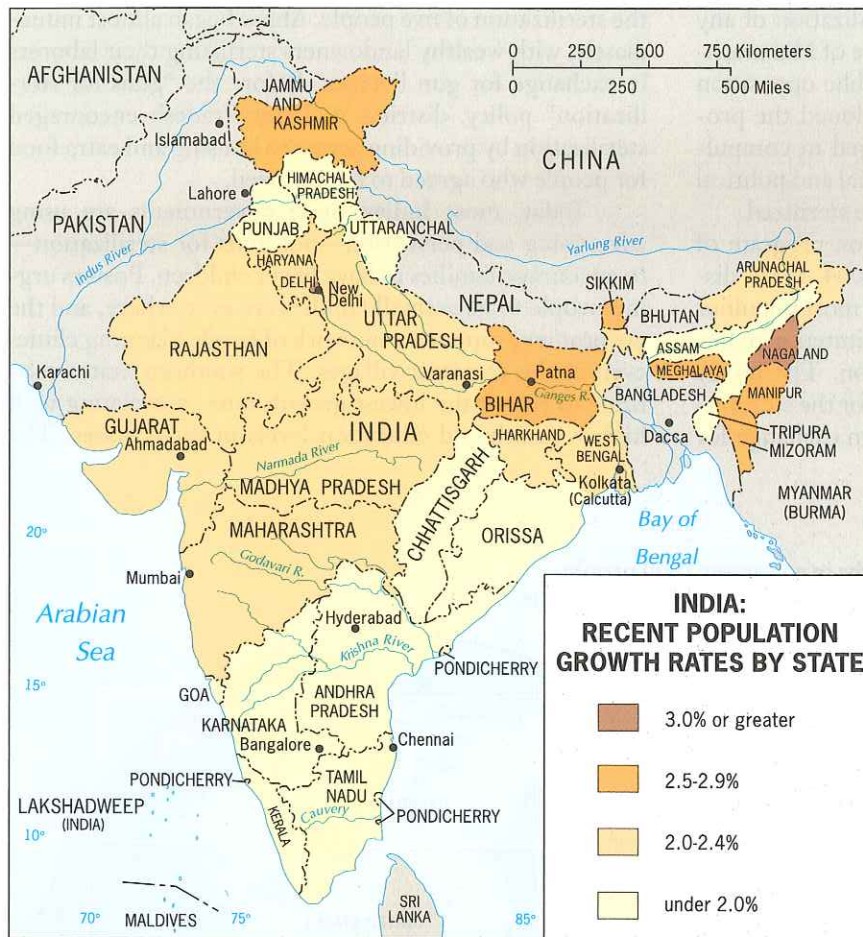 AFGHANISTAN
JAMMU
AND
KASHMIR
Islamabad
0 250 500 750 Kilometers
0 250 500 Miles
CHINA
Lahore
HIMACHAL
PRADESH
PAKISTAN
PUNJAB
UTTARANCHAL
Indus River
Yarlung River
HARYANA
DELHI
New
Delhi
NEPAL
SIKKIM
ARUNACHAL
PRADESH
BHUTAN
RAJASTHAN
UTTAR
PRADESH
ASSAM
NAGALAND
Karachi
Varanasi
Patna
MEGHALAYA
BIHAR
Ganges R.
BANGLADESH
MANIPUR
GUJARAT
Ahmadabad
INDIA
JHARKHAND
WEST
BENGAL
Dacca
TRIPURA
MIZORAM
Narmada River
MADHYA PRADESH
Kolkata
(Calcutta)
MYANMAR
(BURMA)
CHHATTISGARH
20°
MAHARASHTRA
ORISSA
Bay of
Bengal
Mumbai
Godavari R.
Arabian
Sea
Hyderabad
Krishna River
PONDICHERRY
15°
GOA
ANDHRA
PRADESH
KARNATAKA
Bangalore
Chennai
PONDICHERRY
TAMIL
NADU
LAKSHADWEEP
(INDIA)
KERALA
Cauvery
PONDICHERRY
10°
SRI
LANKA
70°
MALDIVES
75°
85°
INDIA:
RECENT POPULATION
GROWTH RATES BY STATE
3.0% or greater
2.5-2.9%
2.0-2.4%
under 2.0%